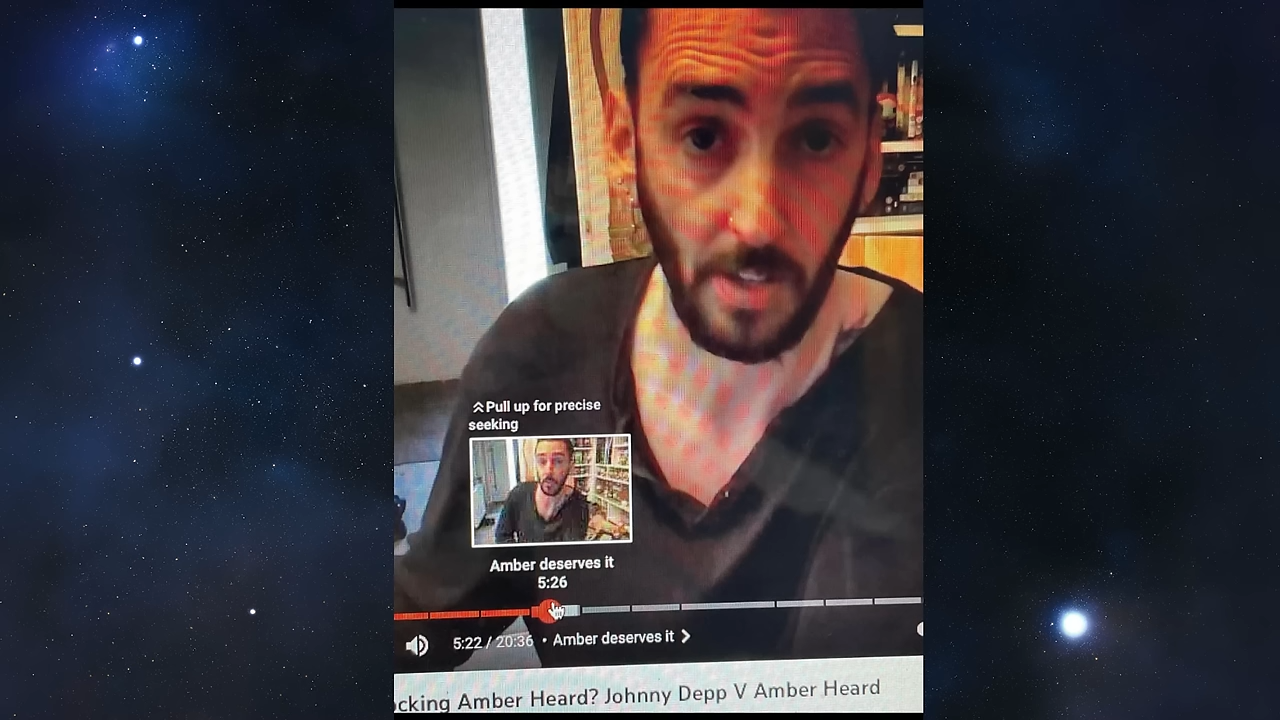 Pull up for precise
seeking
Amber deserves it
5:26
5:22 / 20:36 • Amber deserves it
cking Amber Heard? Johnny Depp V Amber Heard